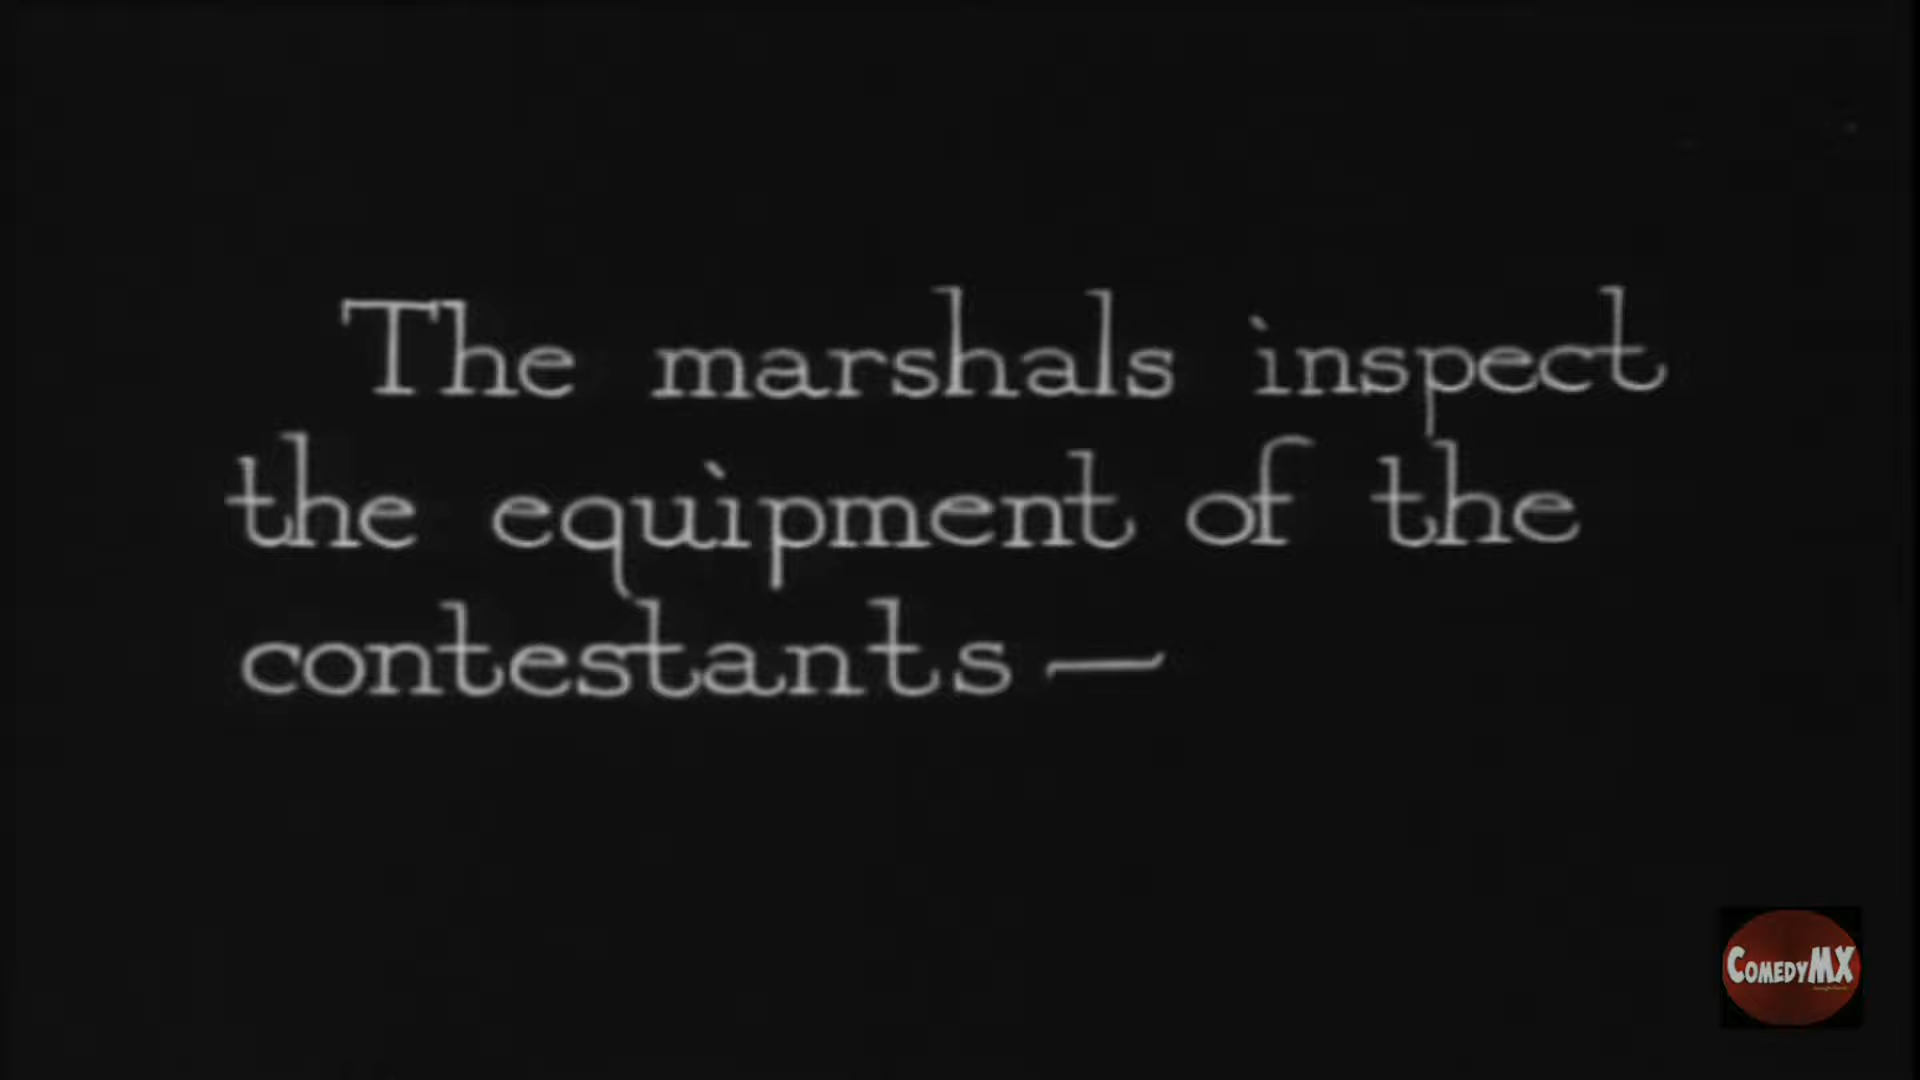 The marshals inspect
the equipment of the
contestants —
COMEDYMX